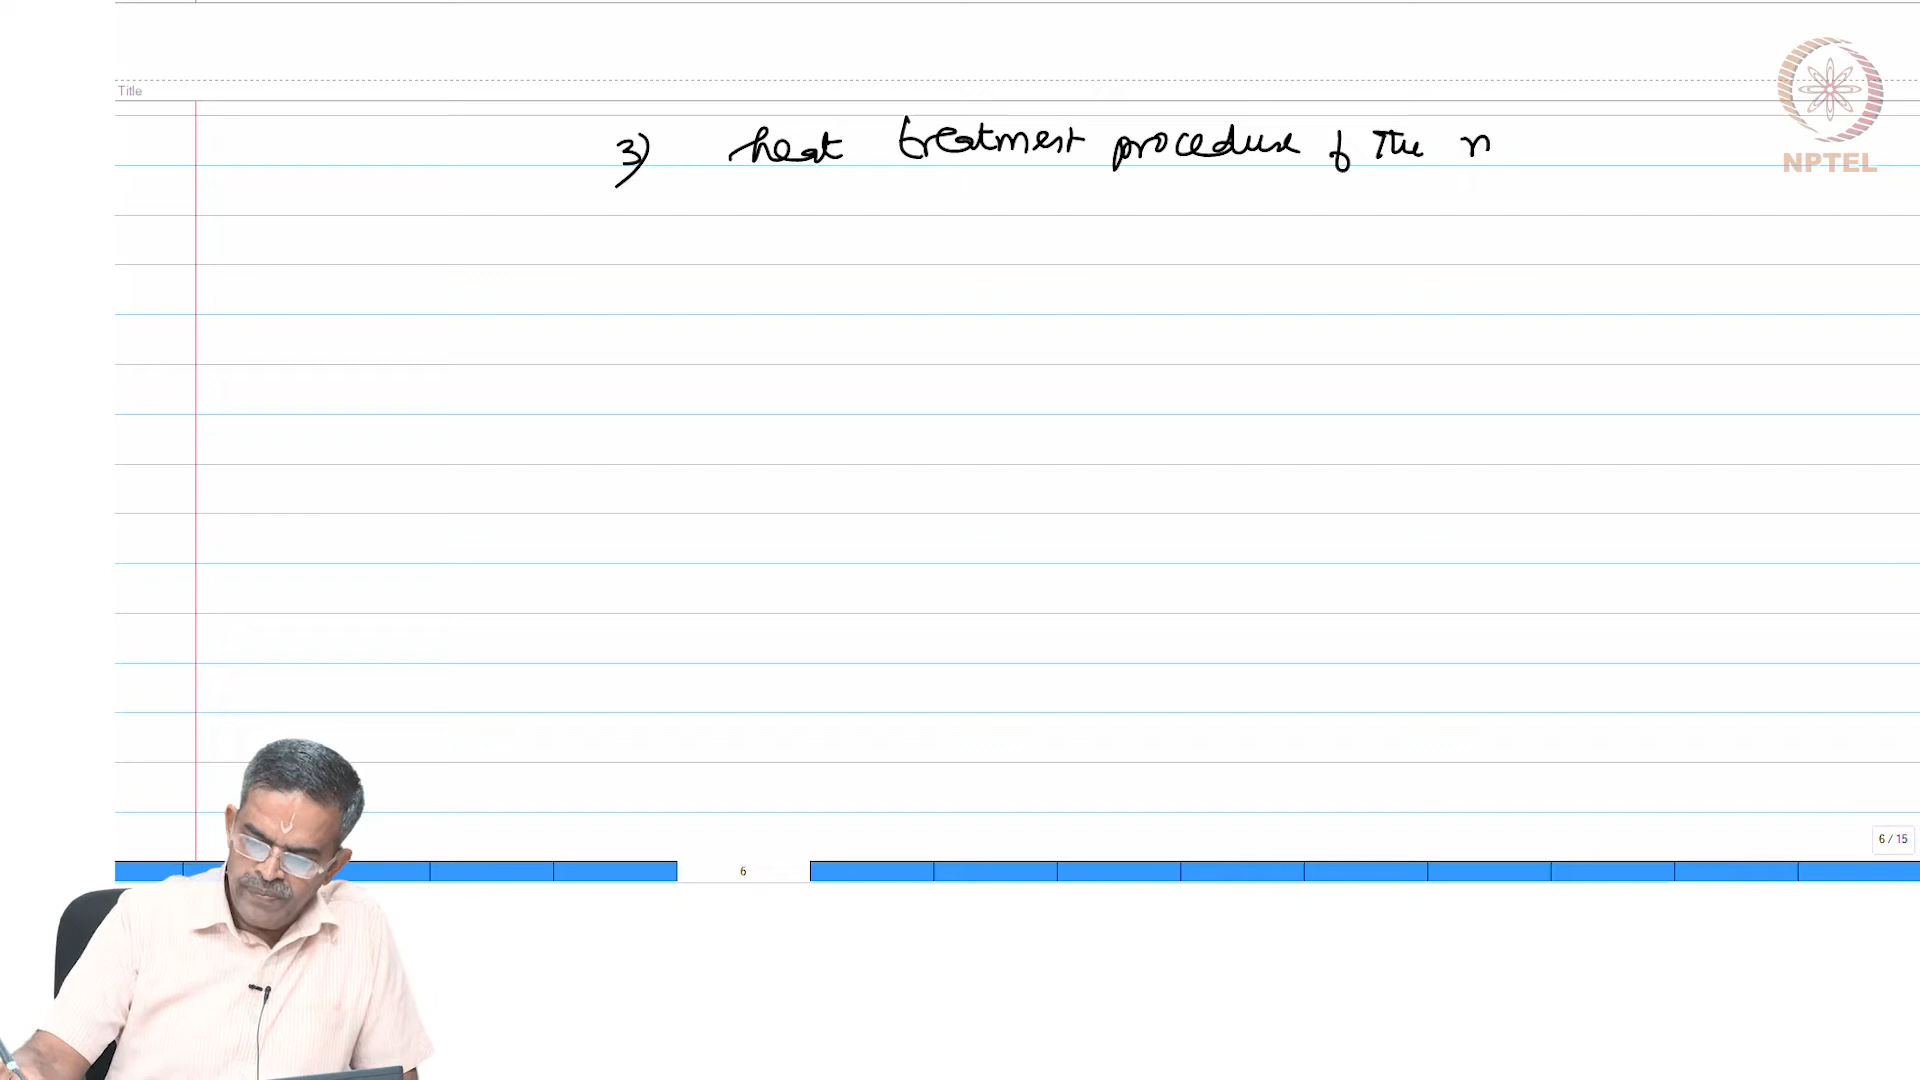 Title
3) heat treatment procedure of the m
NPTEL
6 / 15
6